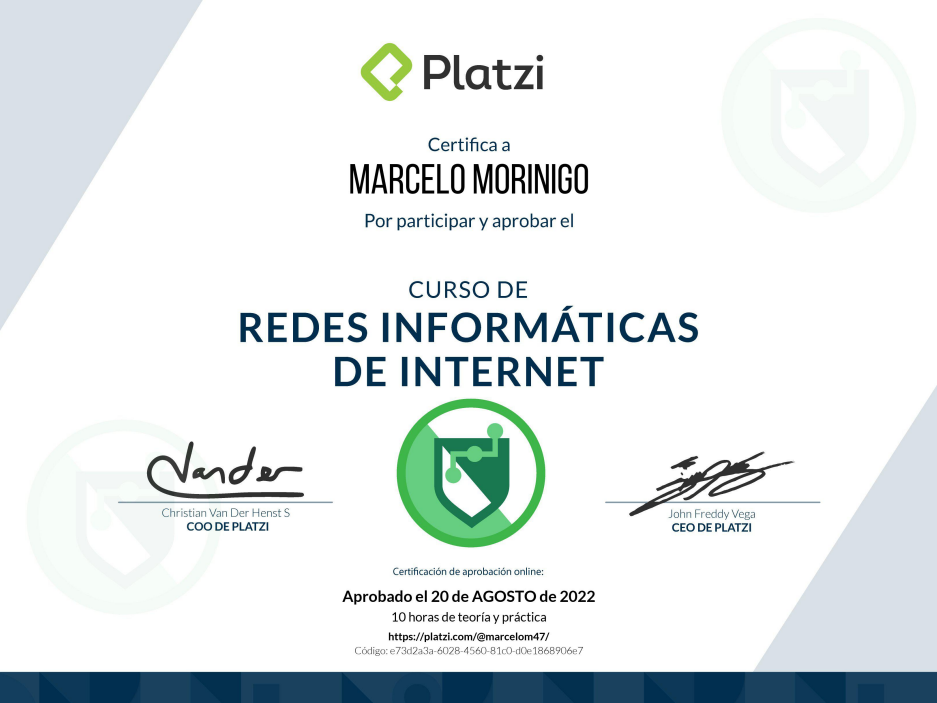 Platzi
Certifica a
MARCELO MORINIGO
Por participar y aprobar el
CURSO DE
REDES INFORMÁTICAS
DE INTERNET
Vander
Christian Van Der Henst S
COO DE PLATZI
John Freddy Vega
CEO DE PLATZI
Certificación de aprobación online:
Aprobado el 20 de AGOSTO de 2022
10 horas de teoría y práctica
https://platzi.com/@marcelom47/
Código: e73d2a3a-6028-4560-81c0-d0e1868906e7